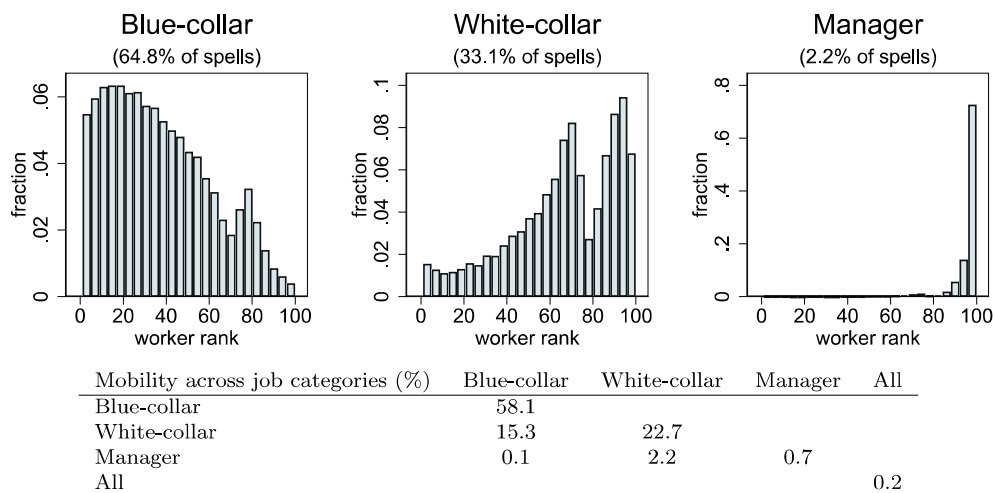 Blue-collar
(64.8% of spells)
White-collar
(33.1% of spells)
Manager
(2.2% of spells)
fraction
0 .02 .04 .06
0 20 40 60 80 100
worker rank
fraction
0 .02 .04 .06 .08 .1
0 20 40 60 80 100
worker rank
fraction
0 .2 .4 .6 .8
0 20 40 60 80 100
worker rank
Mobility across job categories (%) Blue-collar White-collar Manager All
Blue-collar 58.1
White-collar 15.3 22.7
Manager 0.1 2.2 0.7
All 0.2